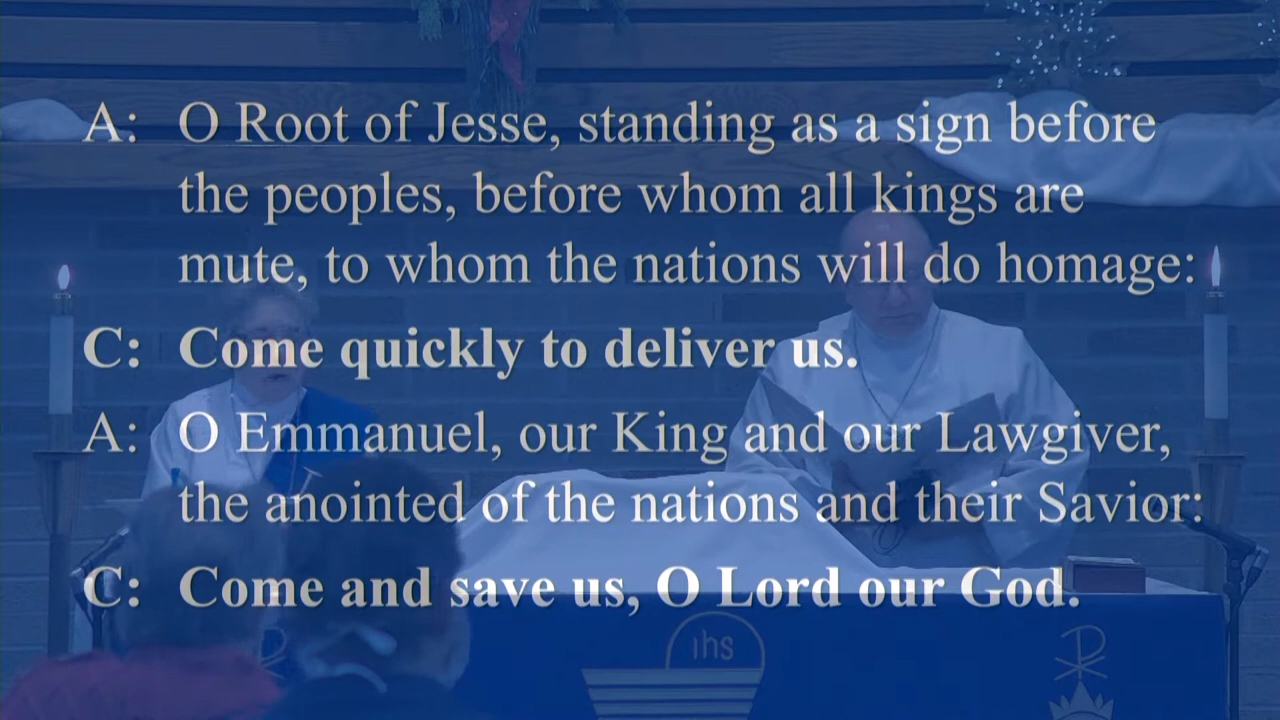 A: O Root of Jesse, standing as a sign before
the peoples, before whom all kings are
mute, to whom the nations will do homage:
C: Come quickly to deliver us.
A: O Emmanuel, our King and our Lawgiver,
the anointed of the nations and their Savior:
C: Come and save us, O Lord our God.
ihs